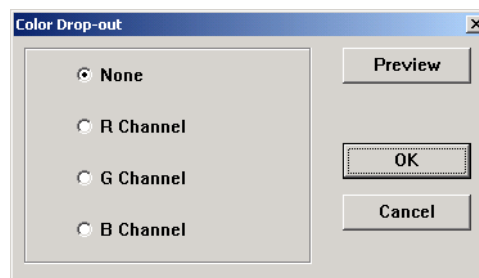 Color Drop-out
None
R Channel
G Channel
B Channel
Preview
OK
Cancel